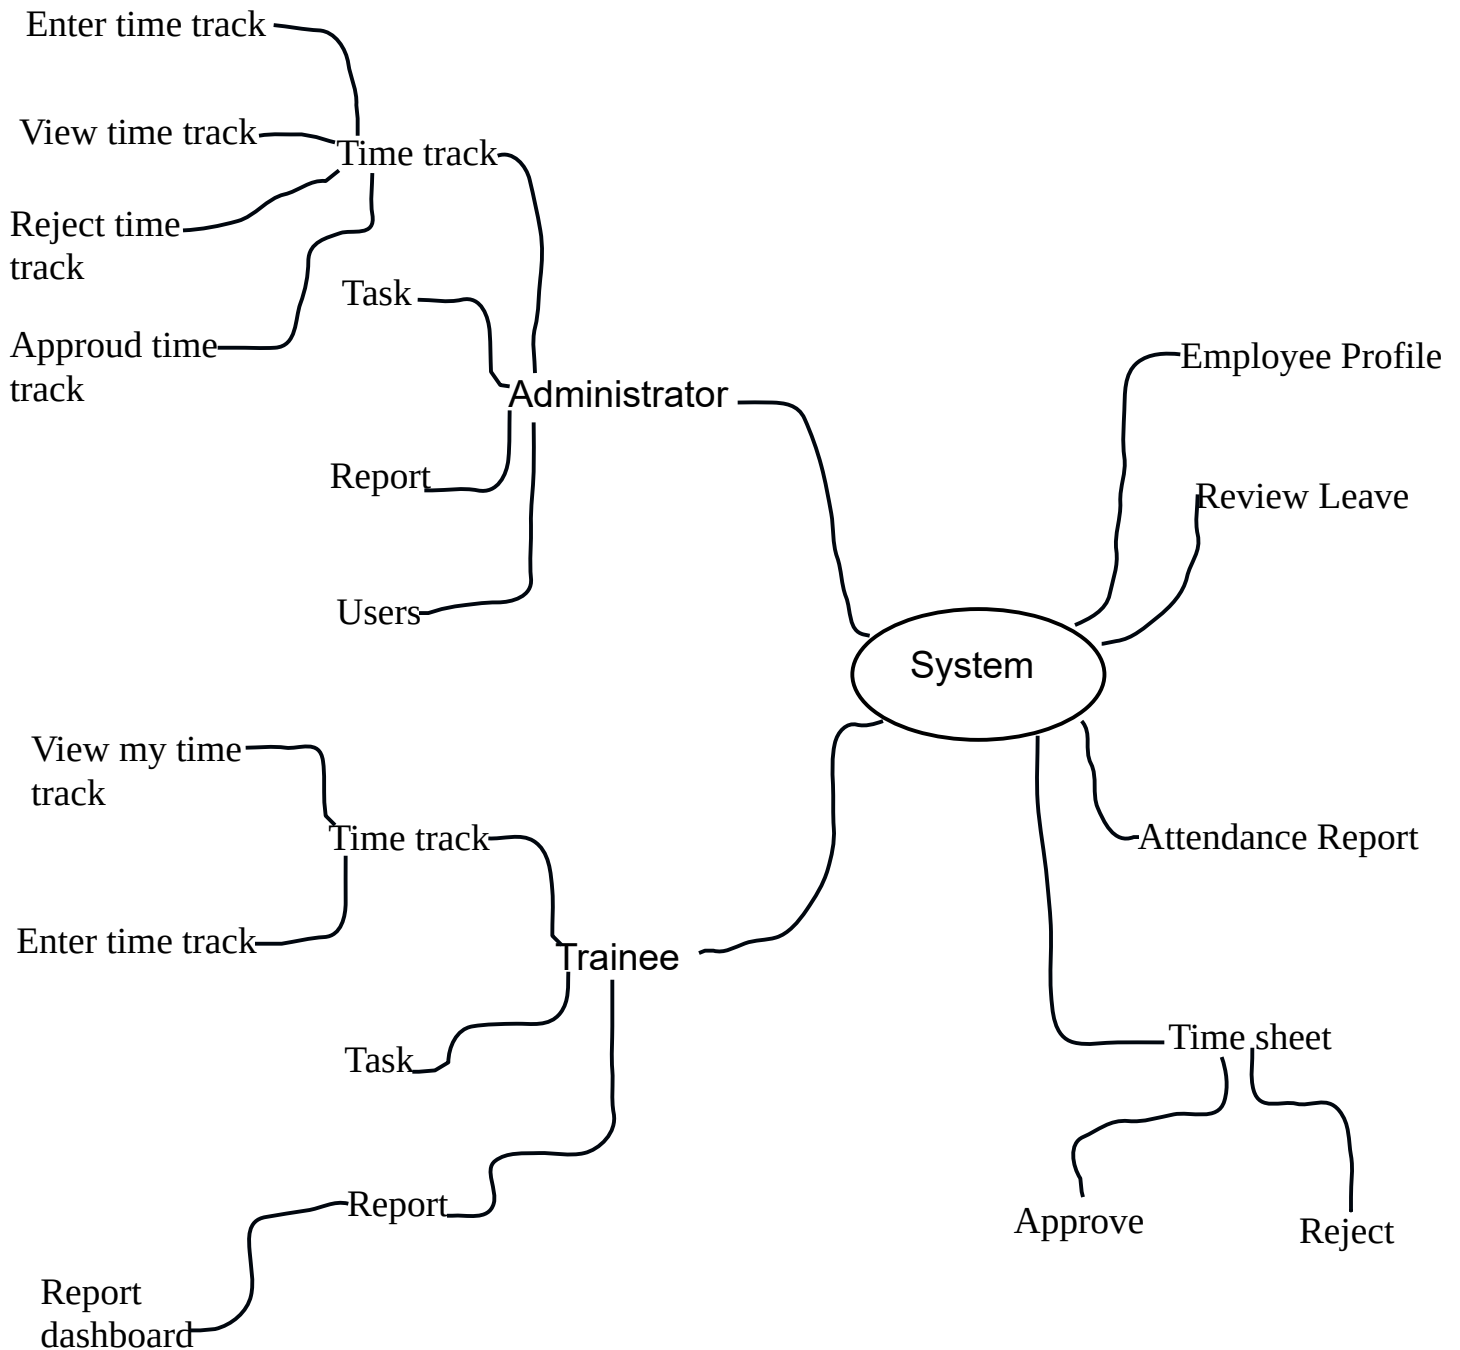 Enter time track
View time track
Time track
Reject time
track
Task
Approud time
track
Administrator
Report
Users
Employee Profile
Review Leave
System
View my time
track
Time track
Enter time track
Trainee
Task
Report
Report
dashboard
Attendance Report
Time sheet
Approve
Reject